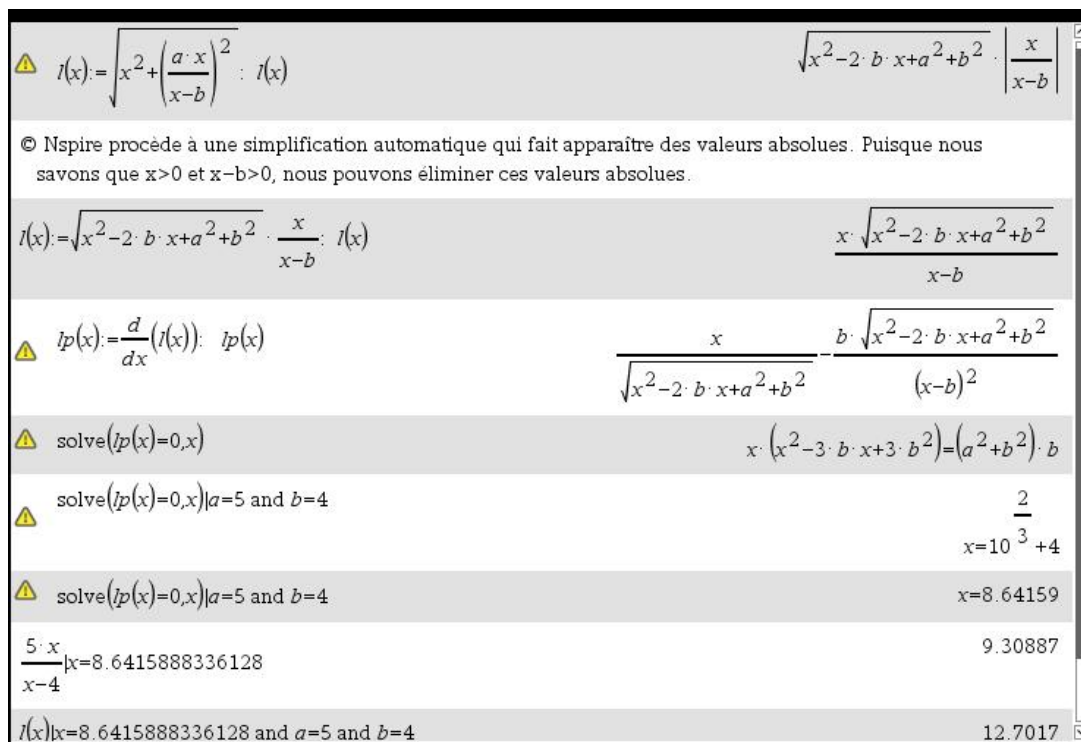 l(x):=√(x²+((a·x)/(x−b))²) : l(x)    √(x²−2·b·x+a²+b²)·|x/(x−b)|
© Nspire procède à une simplification automatique qui fait apparaître des valeurs absolues. Puisque nous
savons que x>0 et x−b>0, nous pouvons éliminer ces valeurs absolues.
l(x):=√(x²−2·b·x+a²+b²)·x/(x−b): l(x)    (x·√(x²−2·b·x+a²+b²))/(x−b)
lp(x):=d/dx(l(x)): lp(x)    x/√(x²−2·b·x+a²+b²)−(b·√(x²−2·b·x+a²+b²))/(x−b)²
solve(lp(x)=0,x)    x·(x²−3·b·x+3·b²)=(a²+b²)·b
solve(lp(x)=0,x)|a=5 and b=4    x=10^(2/3)+4
solve(lp(x)=0,x)|a=5 and b=4    x=8.64159
(5·x)/(x−4)|x=8.6415888336128    9.30887
l(x)|x=8.6415888336128 and a=5 and b=4    12.7017